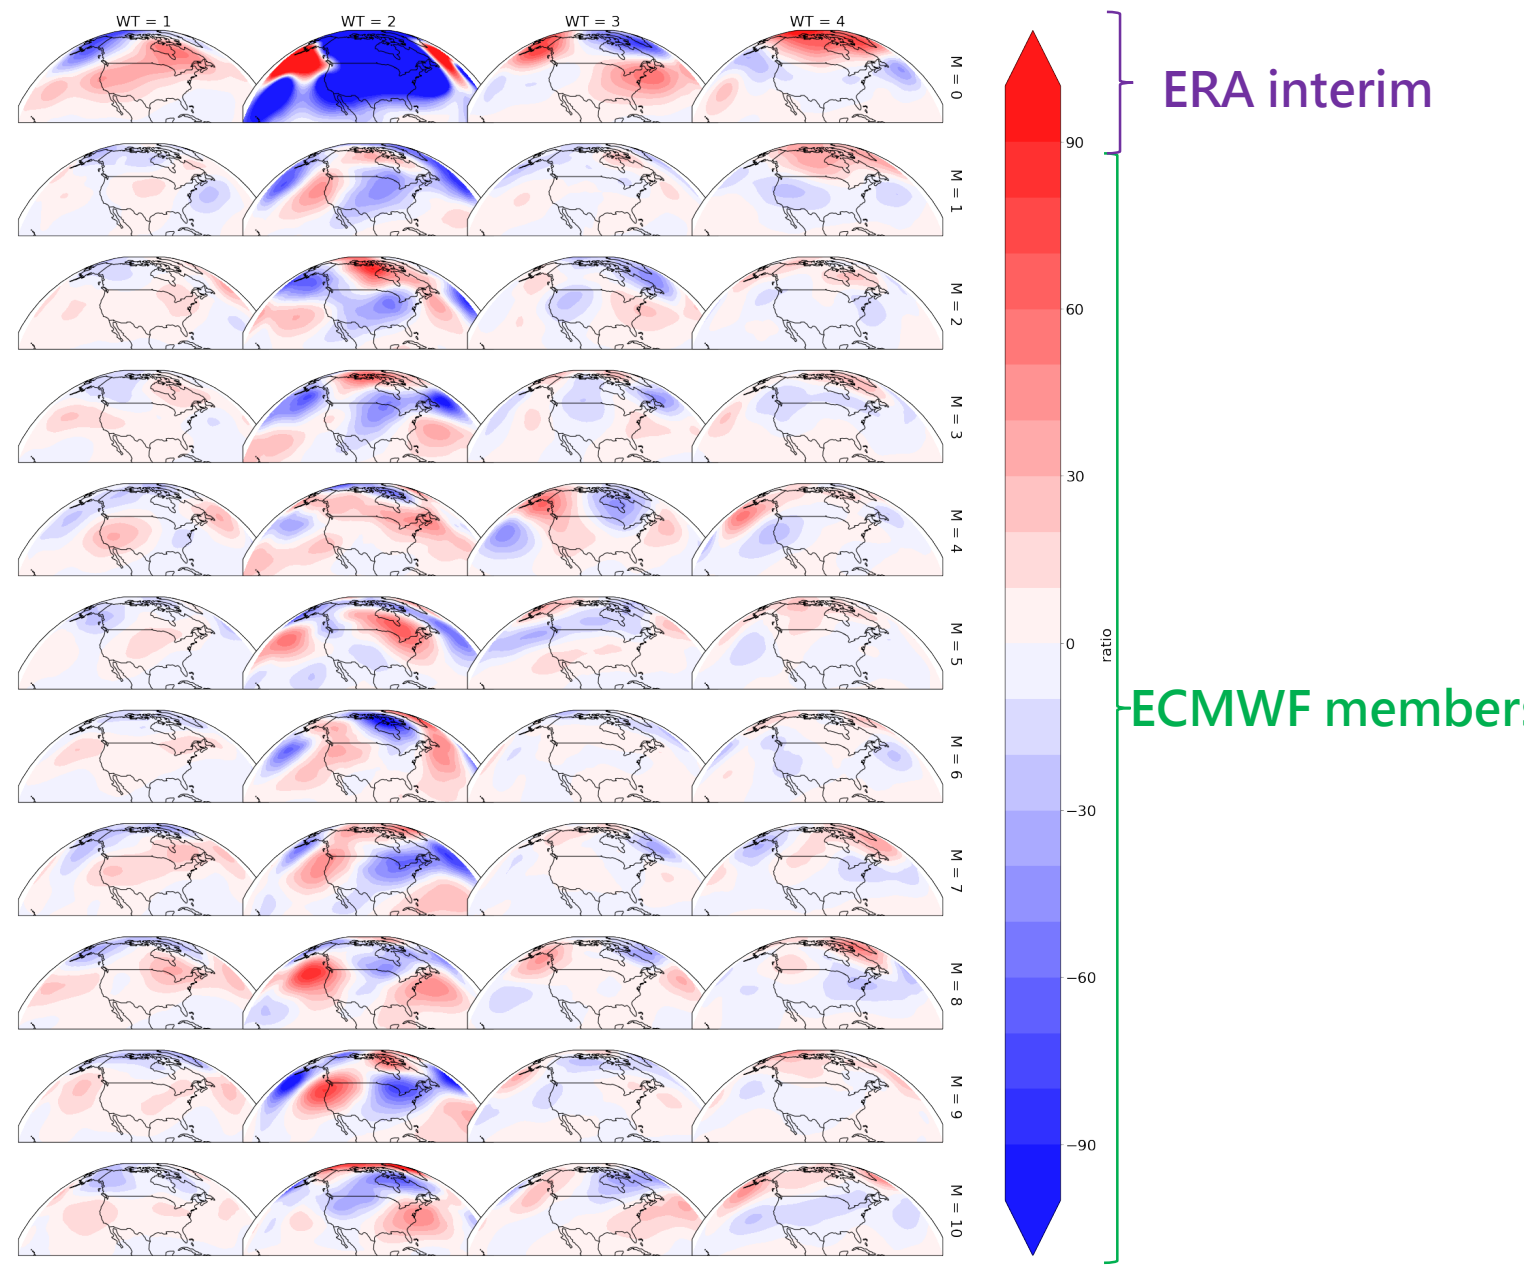 WT = 1 WT = 2 WT = 3 WT = 4
M = 0
M = 1
M = 2
M = 3
M = 4
M = 5
M = 6
M = 7
M = 8
M = 9
M = 10
90
60
30
0
−30
−60
−90
ratio
ERA interim
ECMWF members